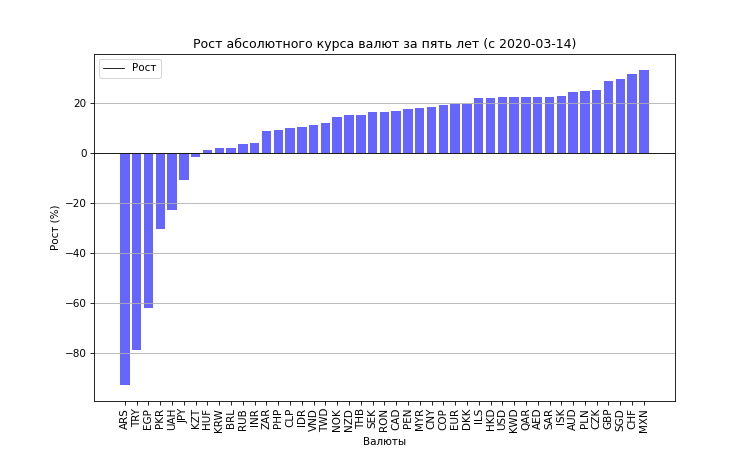 Рост абсолютного курса валют за пять лет (с 2020-03-14)
Рост
20
0
−20
−40
−60
−80
Рост (%)
ARS TRY EGP PKR UAH JPY KZT HUF KRW BRL RUB INR ZAR PHP CLP IDR VND TWD NOK NZD THB SEK RON CAD PEN MYR CNY COP EUR DKK ILS HKD USD KWD QAR AED SAR ISK AUD PLN CZK GBP SGD CHF MXN
Валюты